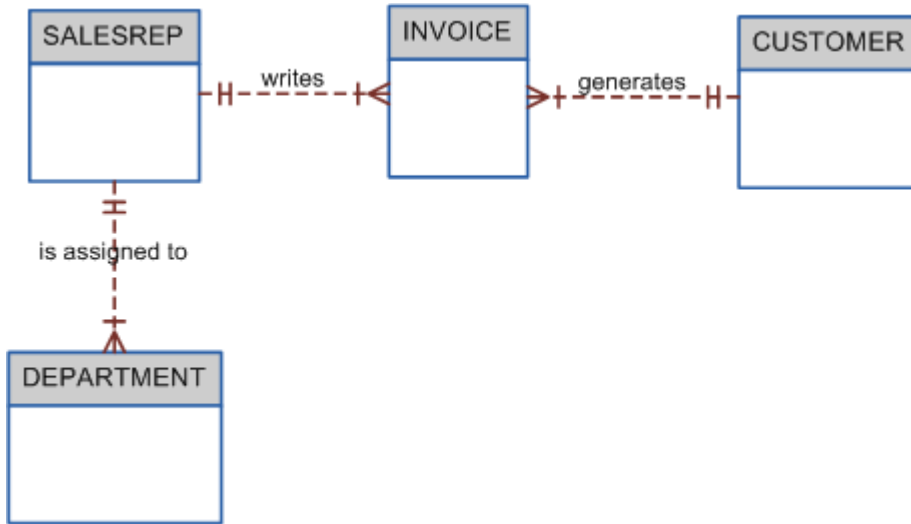 SALESREP
INVOICE
CUSTOMER
writes
generates
is assigned to
DEPARTMENT